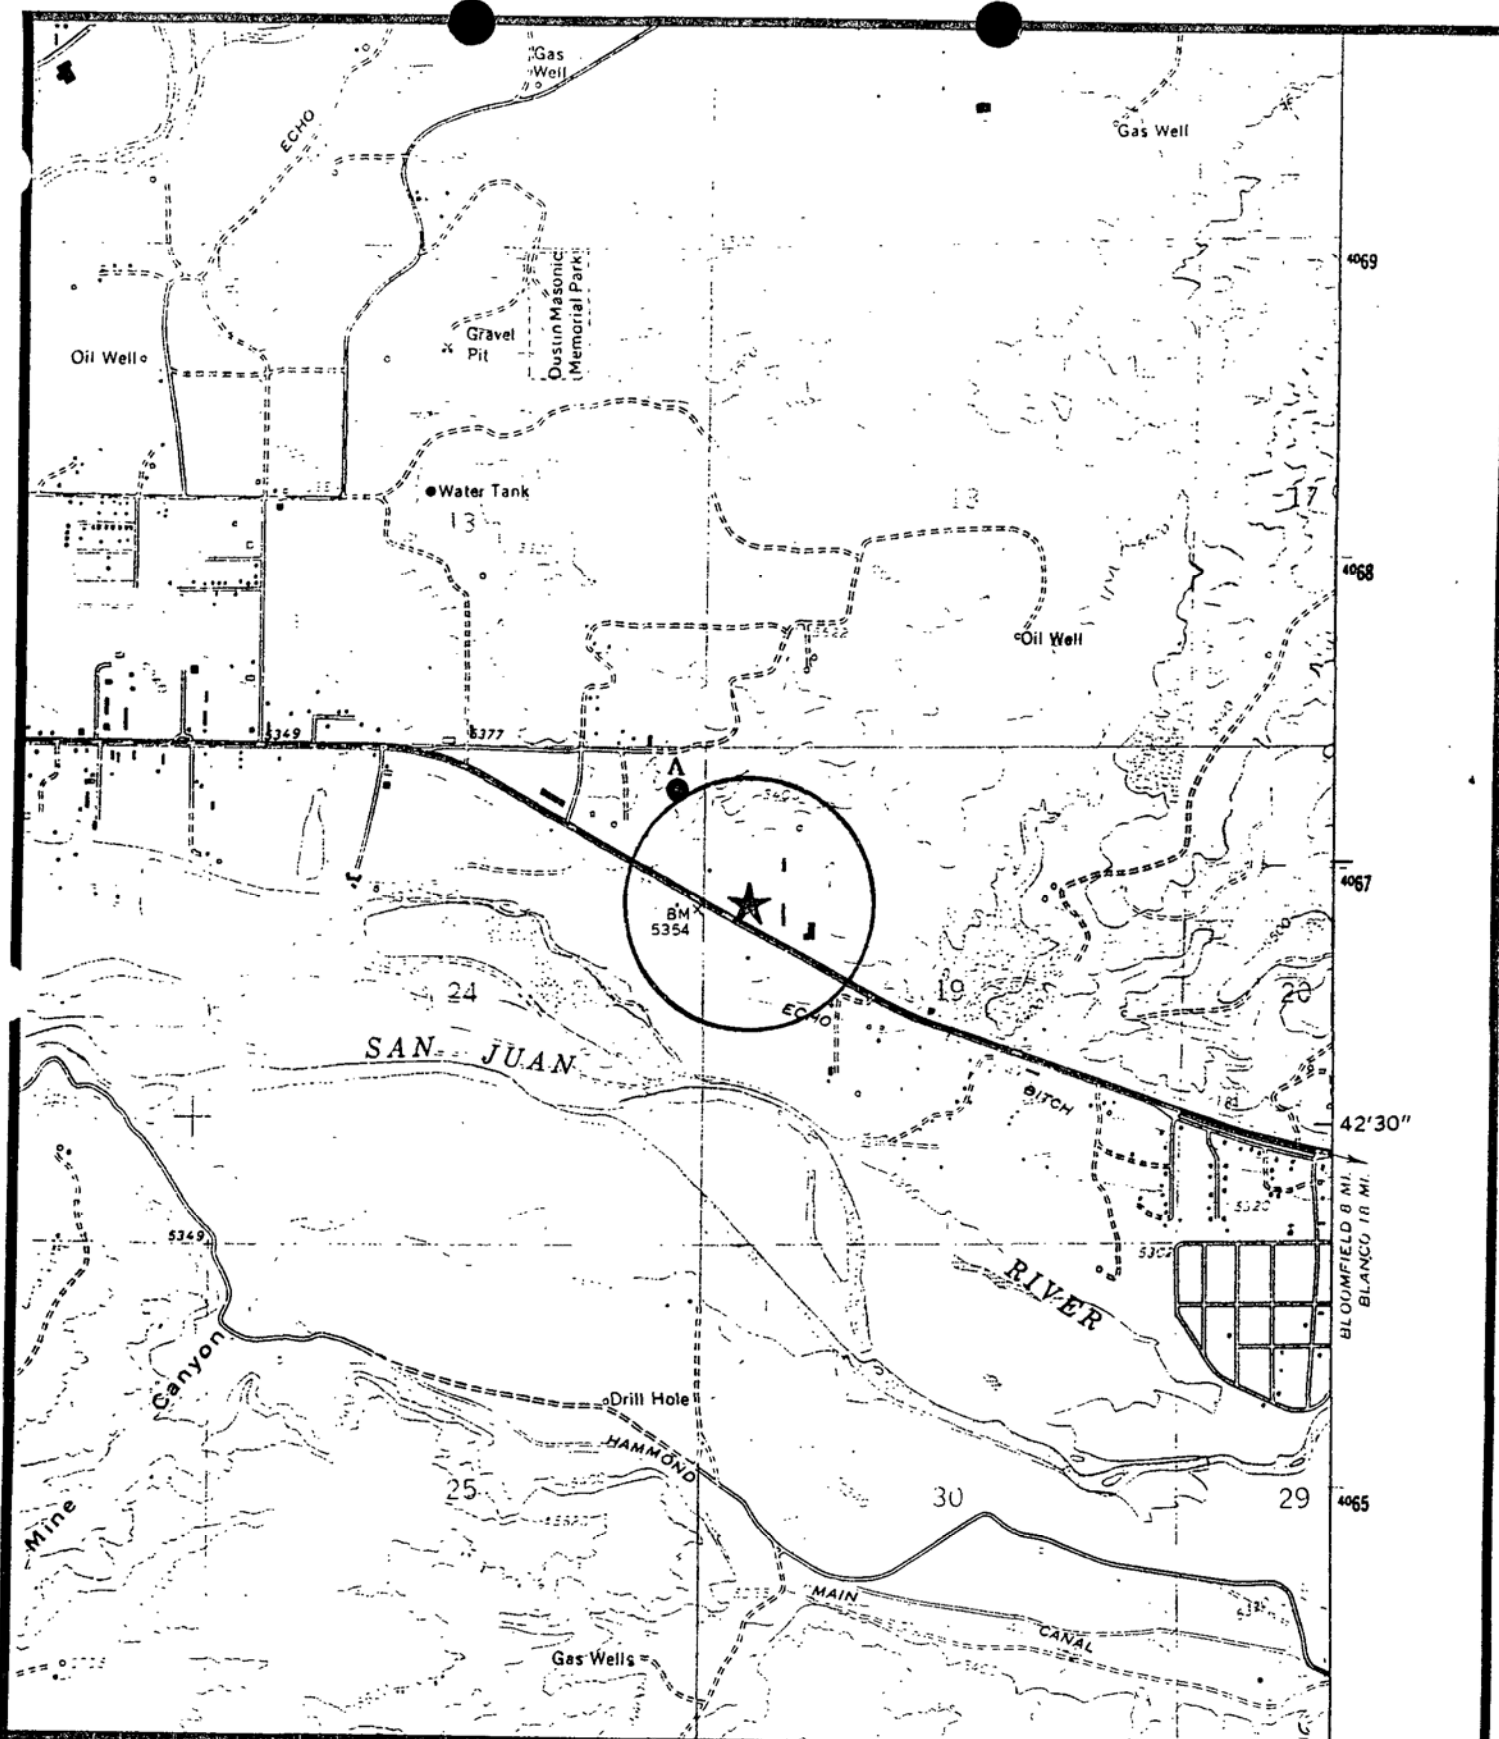 Gas
Well
ECHO
Gas Well
4069
Dustin Masonic
Memorial Park
Gravel
Pit
Oil Well
Water Tank
13
17
4068
Oil Well
5349
5377
A
4067
BM
5354
24
19
ECHO
SAN JUAN
DITCH
42'30"
BLOOMFIELD 8 MI.
BLANCO 18 MI.
5320
5349
5302
RIVER
Canyon
Drill Hole
HAMMOND
25
30
29
4065
Mine
MAIN
CANAL
Gas Wells